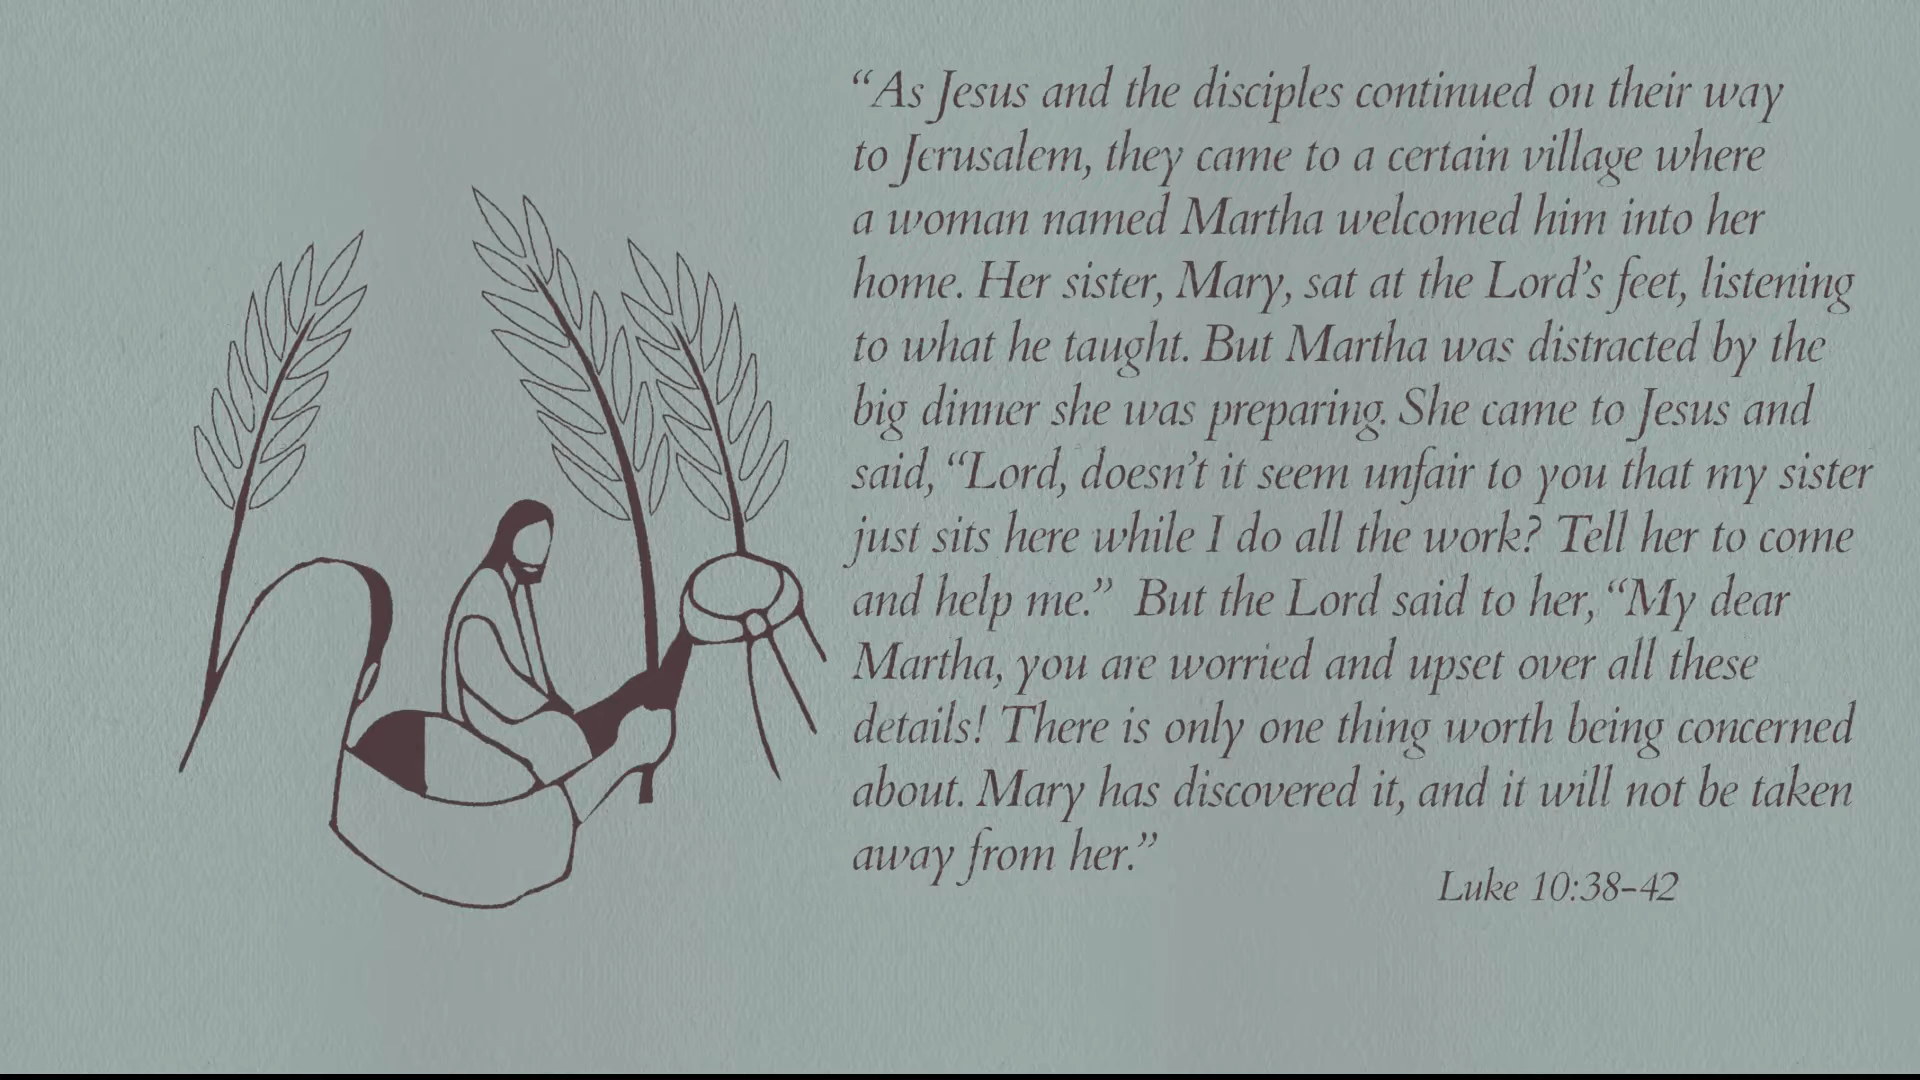 “As Jesus and the disciples continued on their way
to Jerusalem, they came to a certain village where
a woman named Martha welcomed him into her
home. Her sister, Mary, sat at the Lord’s feet, listening
to what he taught. But Martha was distracted by the
big dinner she was preparing. She came to Jesus and
said, “Lord, doesn’t it seem unfair to you that my sister
just sits here while I do all the work? Tell her to come
and help me.” But the Lord said to her, “My dear
Martha, you are worried and upset over all these
details! There is only one thing worth being concerned
about. Mary has discovered it, and it will not be taken
away from her.”
Luke 10:38–42